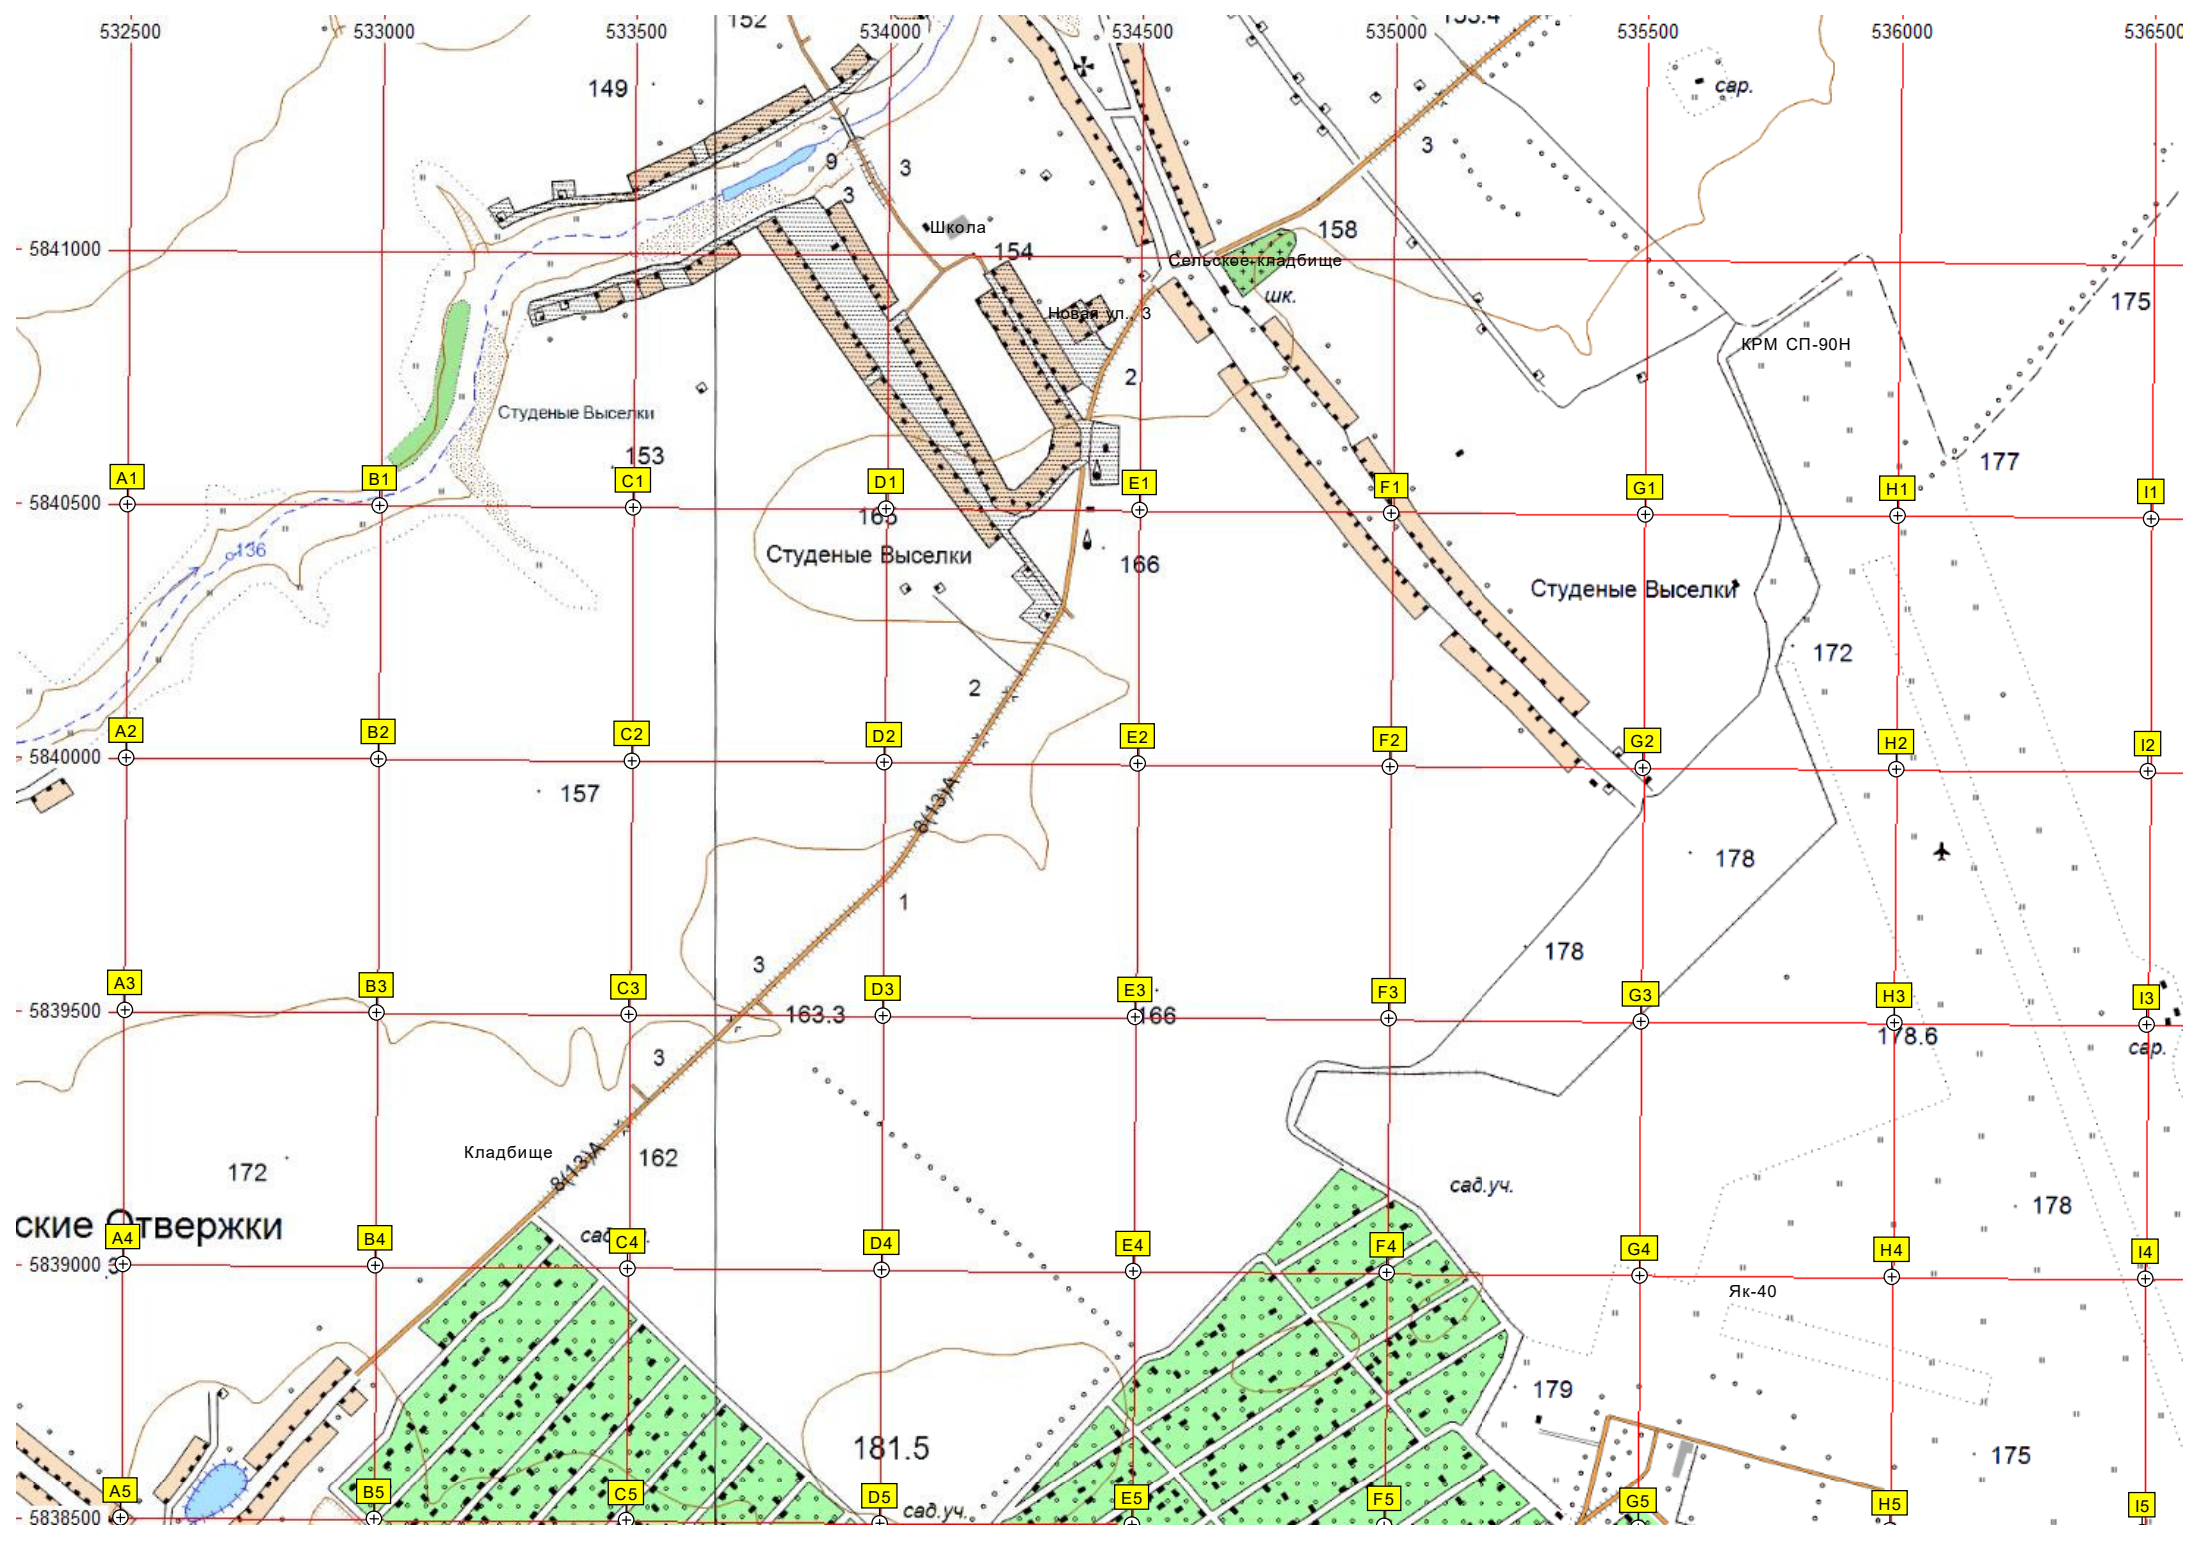 152
153.4
532500 533000 533500 534000 534500 535000 535500 536000 536500
149
сар.
9
3
3
3
175
Школа
158
5841000
154
Сельское кладбище
шк.
175
Новая ул., 3
КРМ СП-90Н
2
Студеные Выселки
153
177
A1 B1 C1 D1 E1 F1 G1 H1 I1
5840500
165
136
Студеные Выселки
166
Студеные Выселки
172
2
A2 B2 C2 D2 E2 F2 G2 H2 I2
5840000
157
8(13)А
178
1
178
3
A3 B3 C3 D3 E3 F3 G3 H3 I3
5839500
163.3
166
178.6
сар.
3
Кладбище
8(13)А
162
172
сад.уч.
178
ские Отвержки
A4 B4 C4 D4 E4 F4 G4 H4 I4
5839000
Як-40
179
181.5
175
A5 B5 C5 D5 E5 F5 G5 H5 I5
5838500
сад.уч.